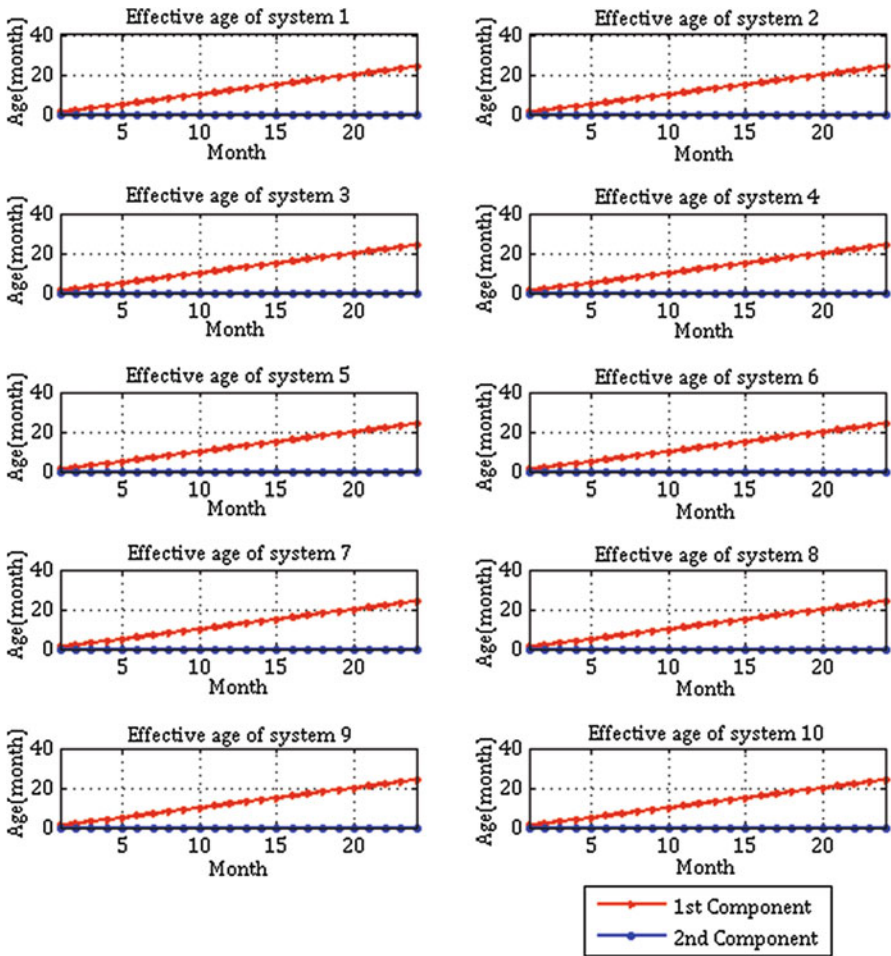 Effective age of system 1
Effective age of system 2
Age(month)
40
20
0
5 10 15 20
Month
Age(month)
40
20
0
5 10 15 20
Month
Effective age of system 3
Effective age of system 4
Age(month)
40
20
0
5 10 15 20
Month
Age(month)
40
20
0
5 10 15 20
Month
Effective age of system 5
Effective age of system 6
Age(month)
40
20
0
5 10 15 20
Month
Age(month)
40
20
0
5 10 15 20
Month
Effective age of system 7
Effective age of system 8
Age(month)
40
20
0
5 10 15 20
Month
Age(month)
40
20
0
5 10 15 20
Month
Effective age of system 9
Effective age of system 10
Age(month)
40
20
0
5 10 15 20
Month
Age(month)
40
20
0
5 10 15 20
Month
1st Component
2nd Component